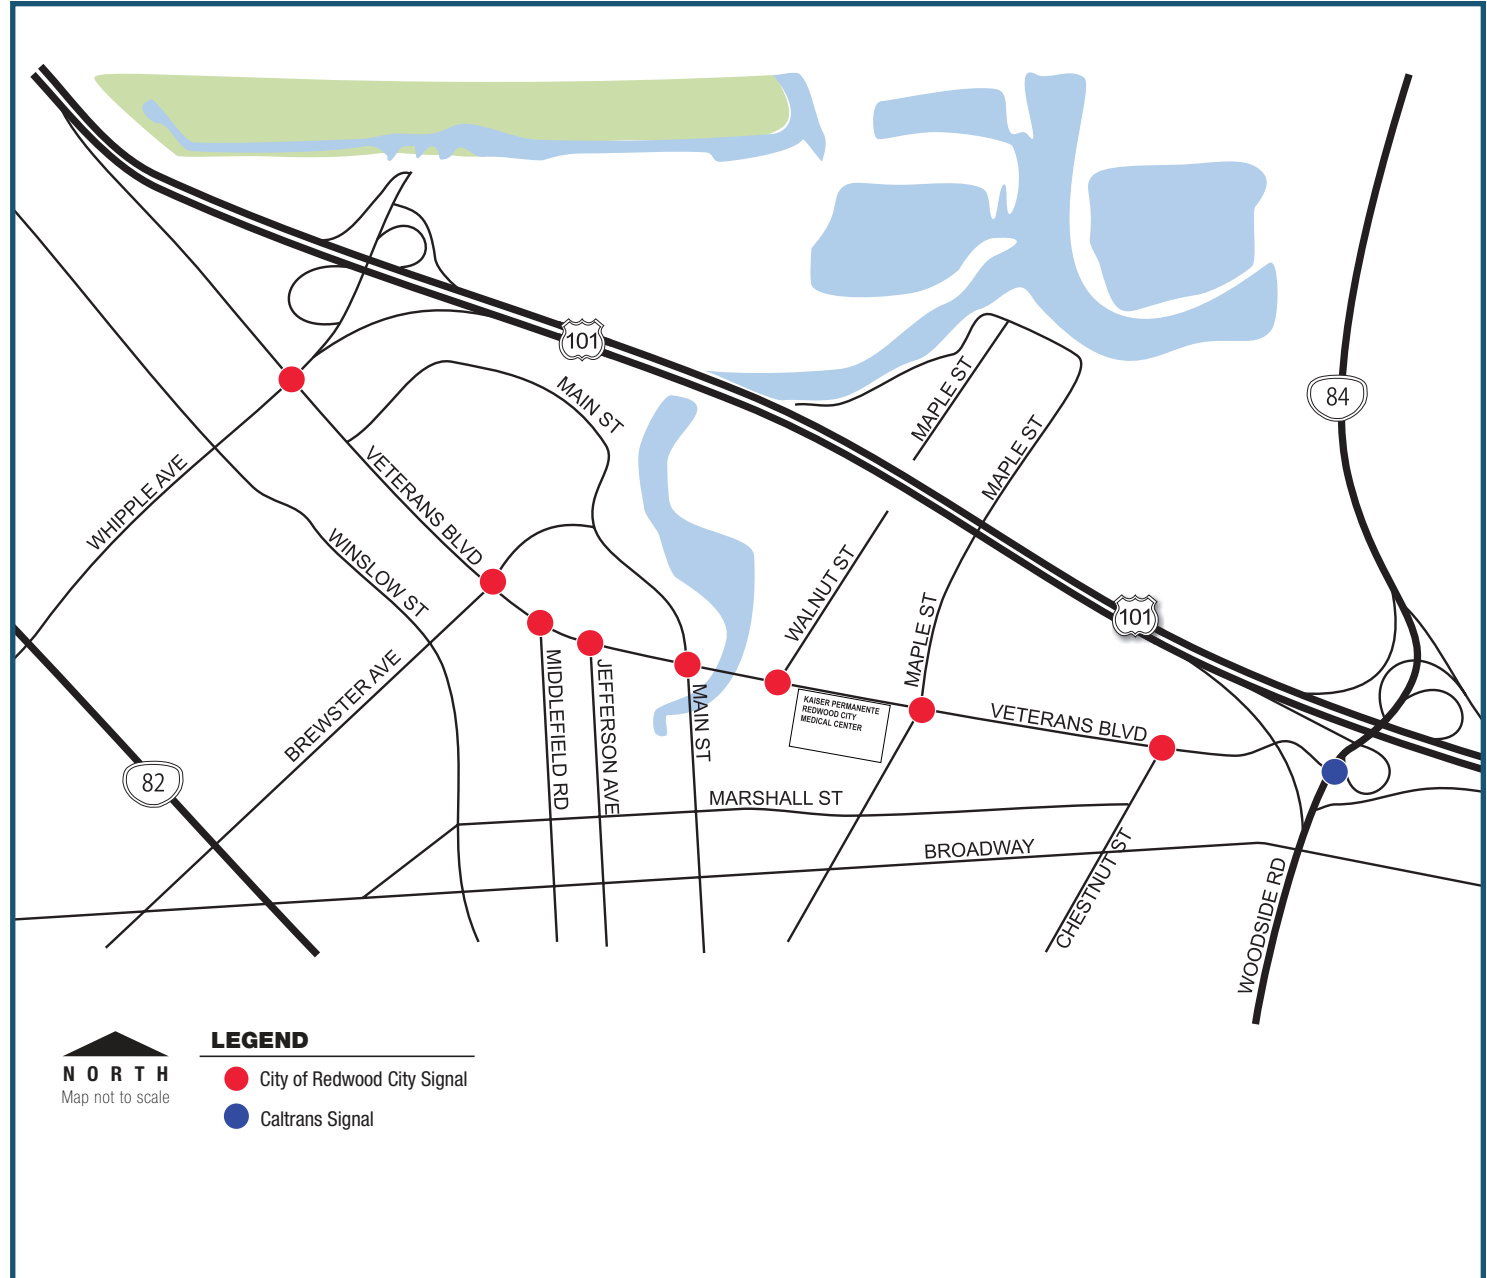 101
MAIN ST
MAPLE ST
84
MAPLE ST
WHIPPLE AVE
VETERANS BLVD
WINSLOW ST
WALNUT ST
MAPLE ST
101
BREWSTER AVE
MIDDLEFIELD RD
JEFFERSON AVE
MAIN ST
KAISER PERMANENTE
REDWOOD CITY
MEDICAL CENTER
VETERANS BLVD
82
MARSHALL ST
BROADWAY
CHESTNUT ST
WOODSIDE RD
NORTH
Map not to scale
LEGEND
City of Redwood City Signal
Caltrans Signal